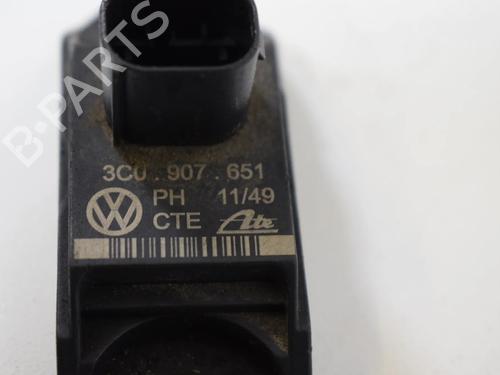 B-PARTS
3C0 . 907 . 651
PH 11/49
CTE Ate